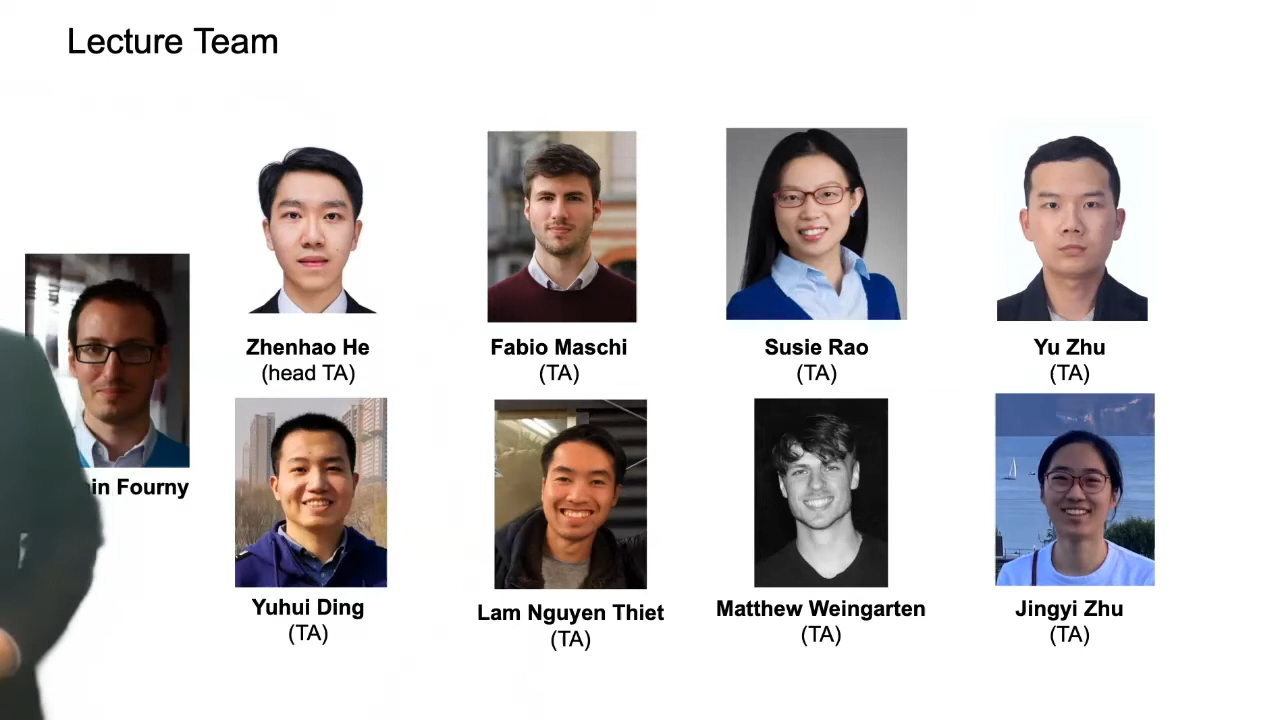 Lecture Team
Zhenhao He
(head TA)
Fabio Maschi
(TA)
Susie Rao
(TA)
Yu Zhu
(TA)
Fourny
Yuhui Ding
(TA)
Lam Nguyen Thiet
(TA)
Matthew Weingarten
(TA)
Jingyi Zhu
(TA)